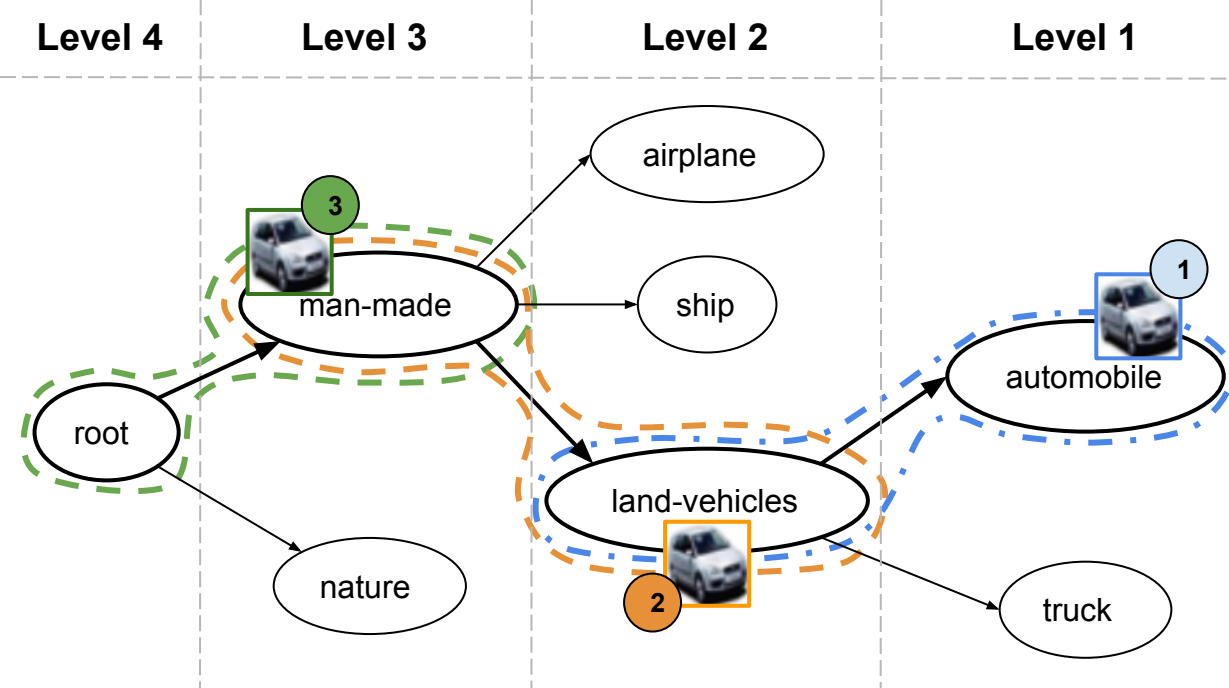 Level 4
Level 3
Level 2
Level 1
airplane
3
1
man-made
ship
automobile
root
land-vehicles
nature
2
truck